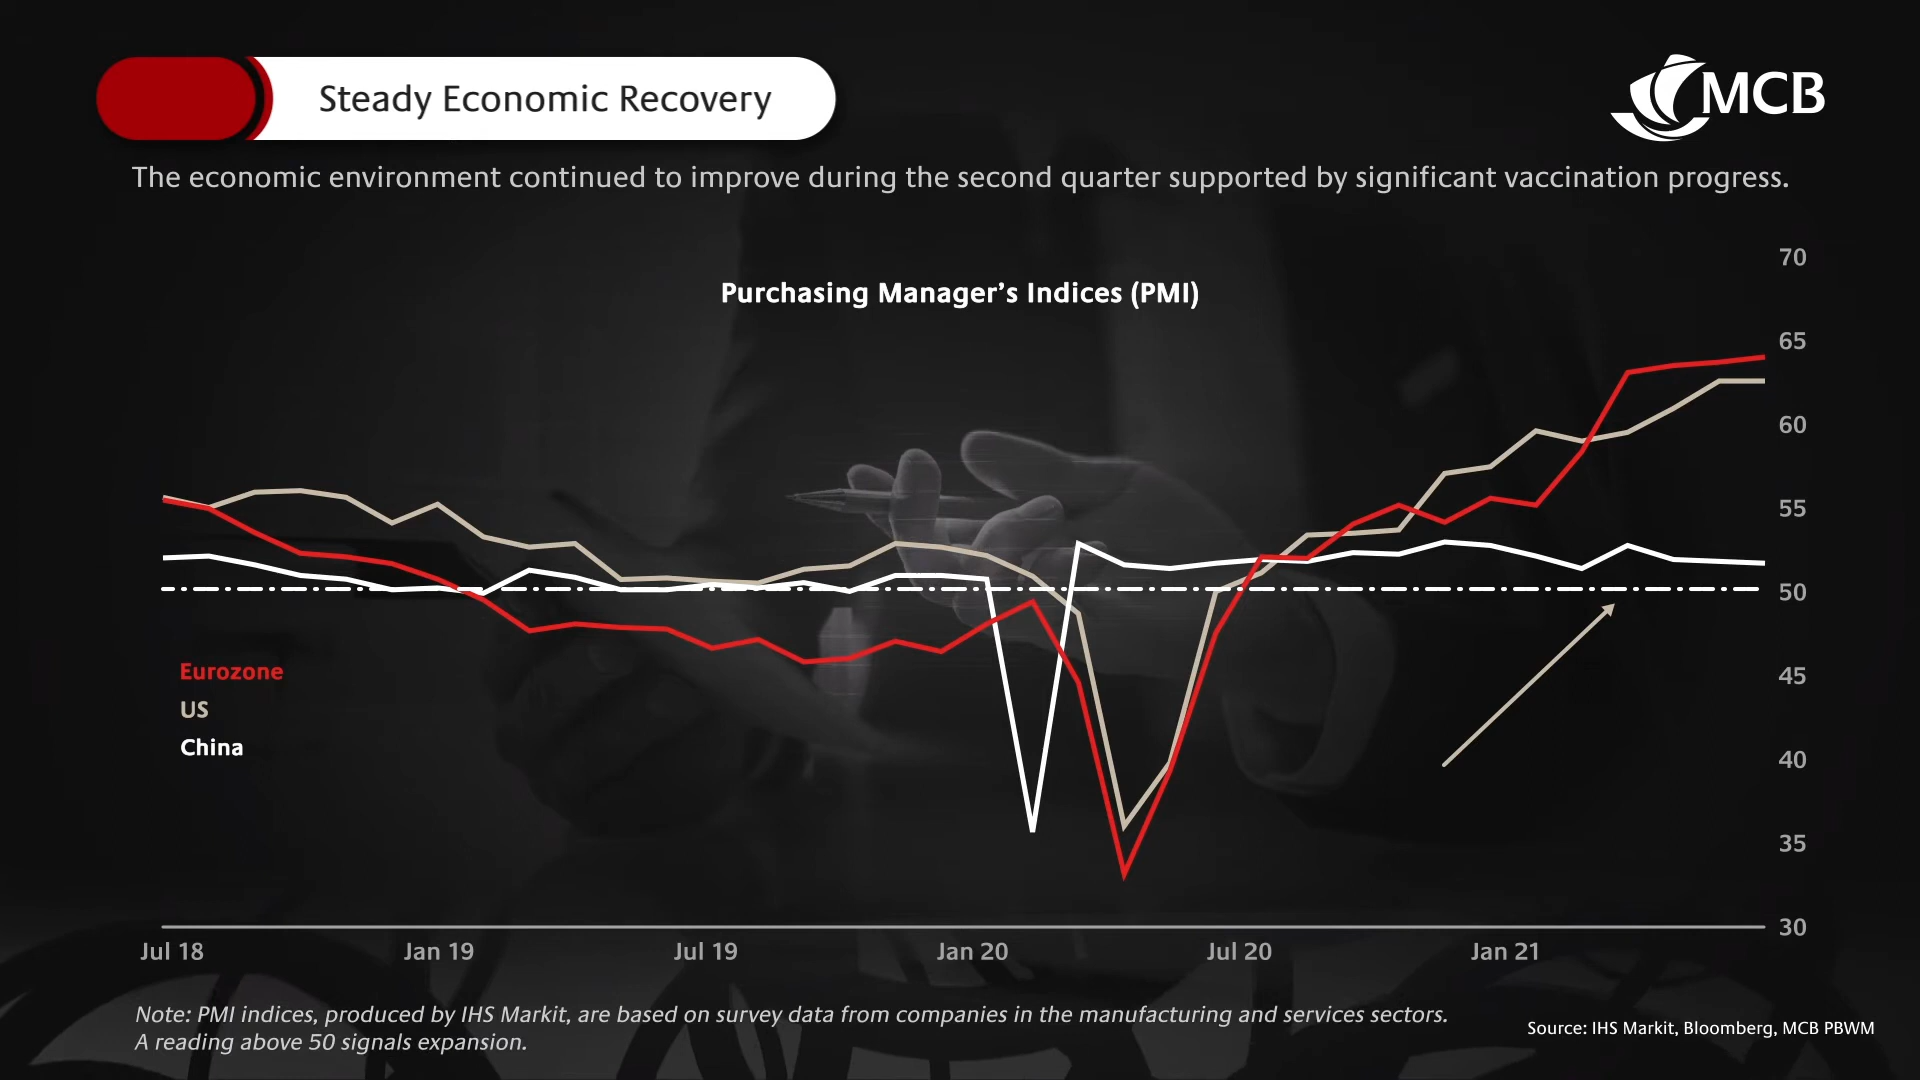 Steady Economic Recovery
MCB
The economic environment continued to improve during the second quarter supported by significant vaccination progress.
Purchasing Manager’s Indices (PMI)
70
65
60
55
50
45
40
35
30
Eurozone
US
China
Jul 18 Jan 19 Jul 19 Jan 20 Jul 20 Jan 21
Note: PMI indices, produced by IHS Markit, are based on survey data from companies in the manufacturing and services sectors.
A reading above 50 signals expansion.
Source: IHS Markit, Bloomberg, MCB PBWM